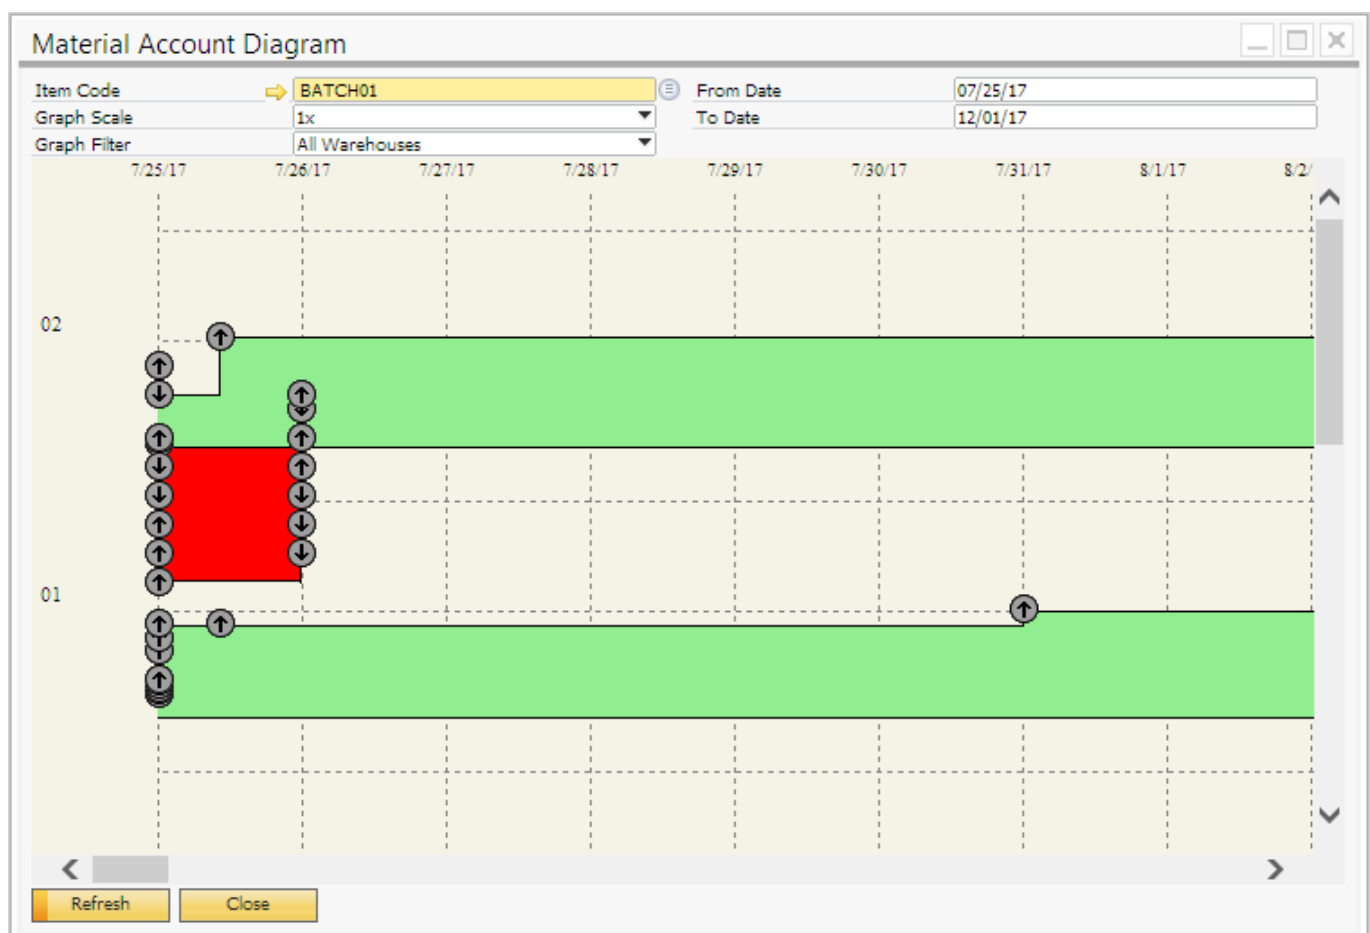 Material Account Diagram
Item Code BATCH01 From Date 07/25/17
Graph Scale 1x To Date 12/01/17
Graph Filter All Warehouses
7/25/17 7/26/17 7/27/17 7/28/17 7/29/17 7/30/17 7/31/17 8/1/17 8/2/
02
01
Refresh Close